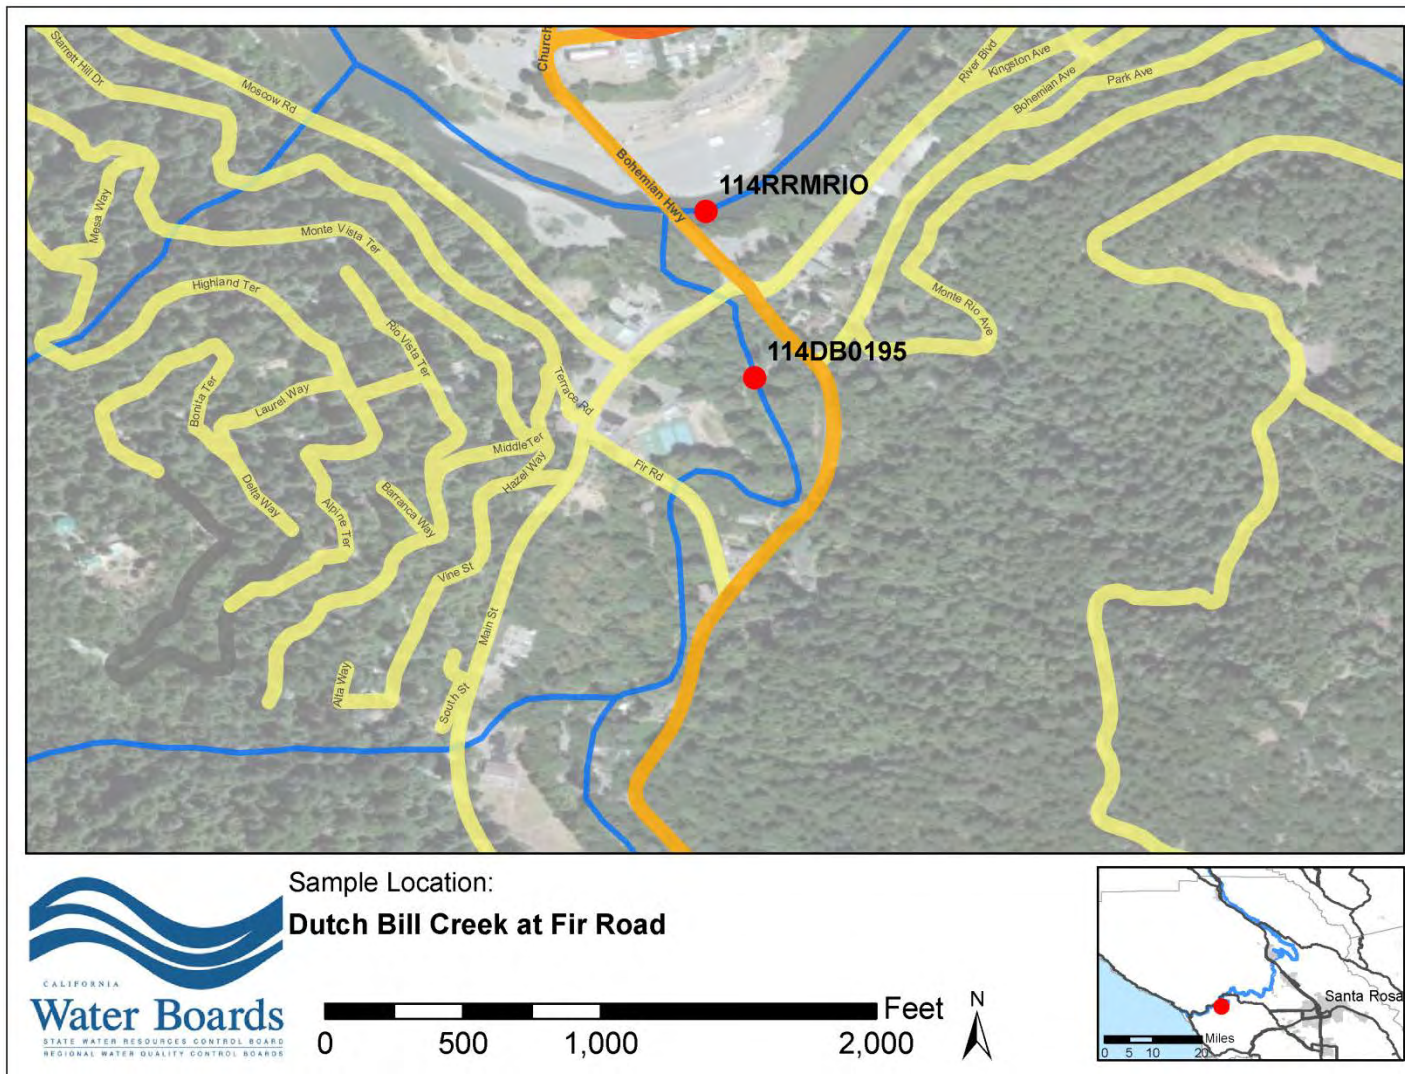 Starrett Hill Dr
Moscow Rd
Church
River Blvd
Kingston Ave
Bohemian Ave
Park Ave
Bohemian Hwy
114RRMRIO
Mesa Way
Monte Vista Ter
Highland Ter
Rio Vista Ter
Monte Rio Ave
114DB0195
Bonita Ter
Laurel Way
Terrace Rd
Middle Ter
Hazel Way
Fir Rd
Delta Way
Alpine Ter
Barranca Way
Vine St
Main St
Alta Way
South St
Sample Location:
Dutch Bill Creek at Fir Road
CALIFORNIA
Water Boards
STATE WATER RESOURCES CONTROL BOARD
REGIONAL WATER QUALITY CONTROL BOARDS
Feet
0 500 1,000 2,000
N
Santa Rosa
Miles
0 5 10 20